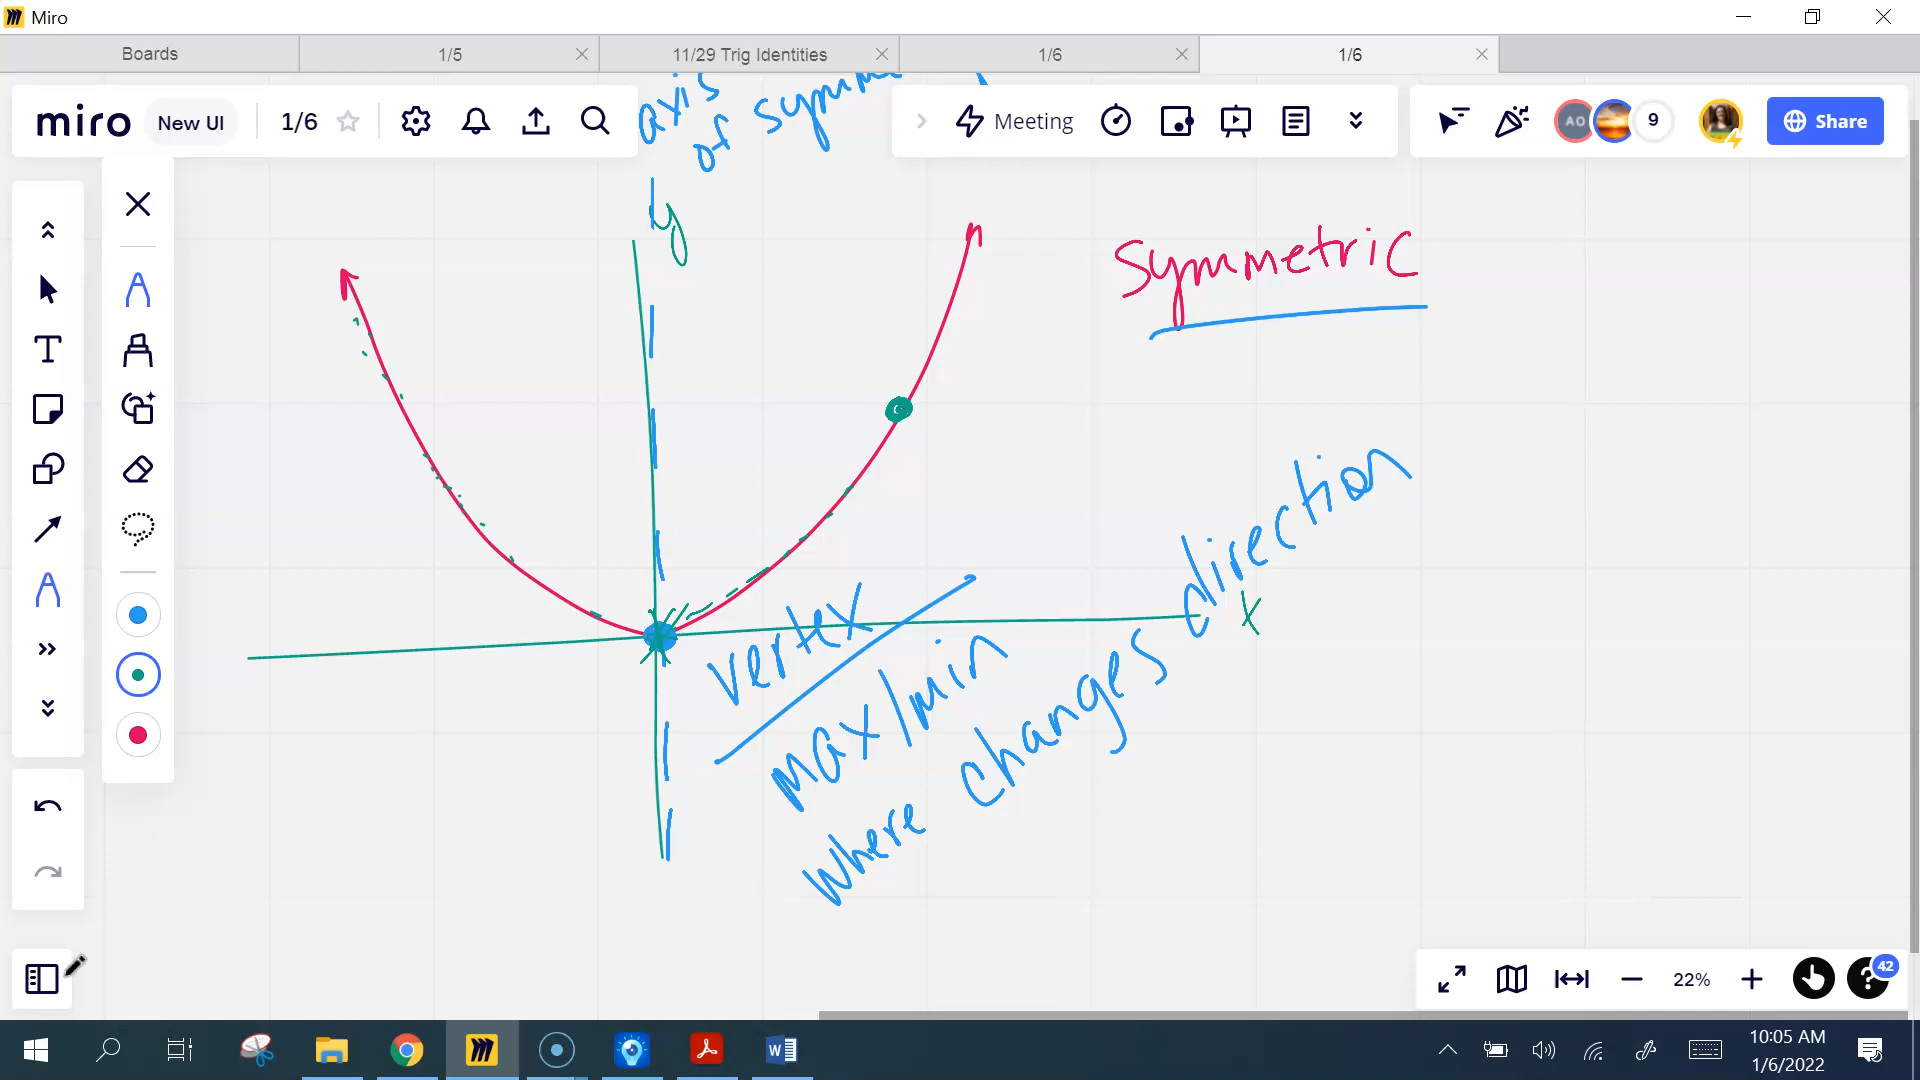 Miro
Boards
1/5
11/29 Trig Identities
1/6
1/6
miro
New UI
1/6
Meeting
AO
9
Share
axis
of
y
symmetric
vertex
max/min
where changes direction
x
22%
42
10:05 AM
1/6/2022